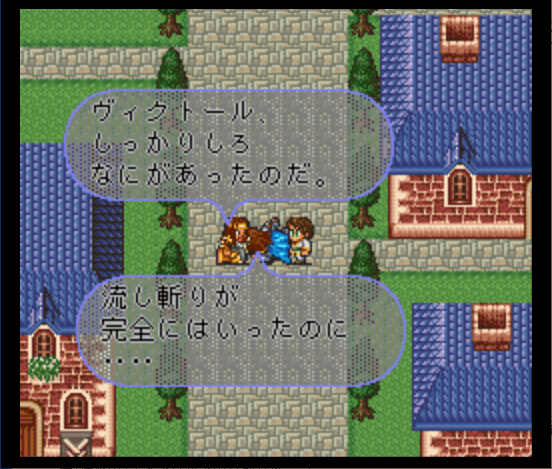 ヴィクトール、
しっかりしろ
なにがあったのだ。
流し斬りが
完全にはいったのに
‥‥